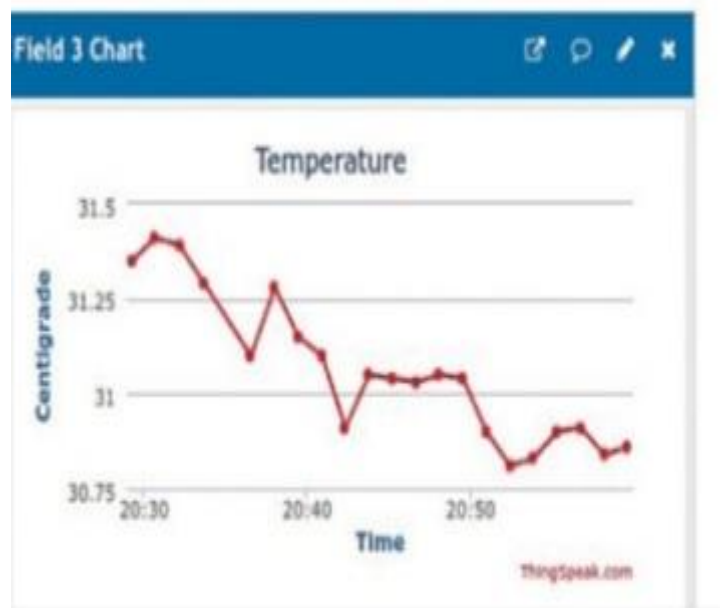 Field 3 Chart
Temperature
31.5
31.25
31
30.75
Centigrade
20:30 20:40 20:50
Time
ThingSpeak.com